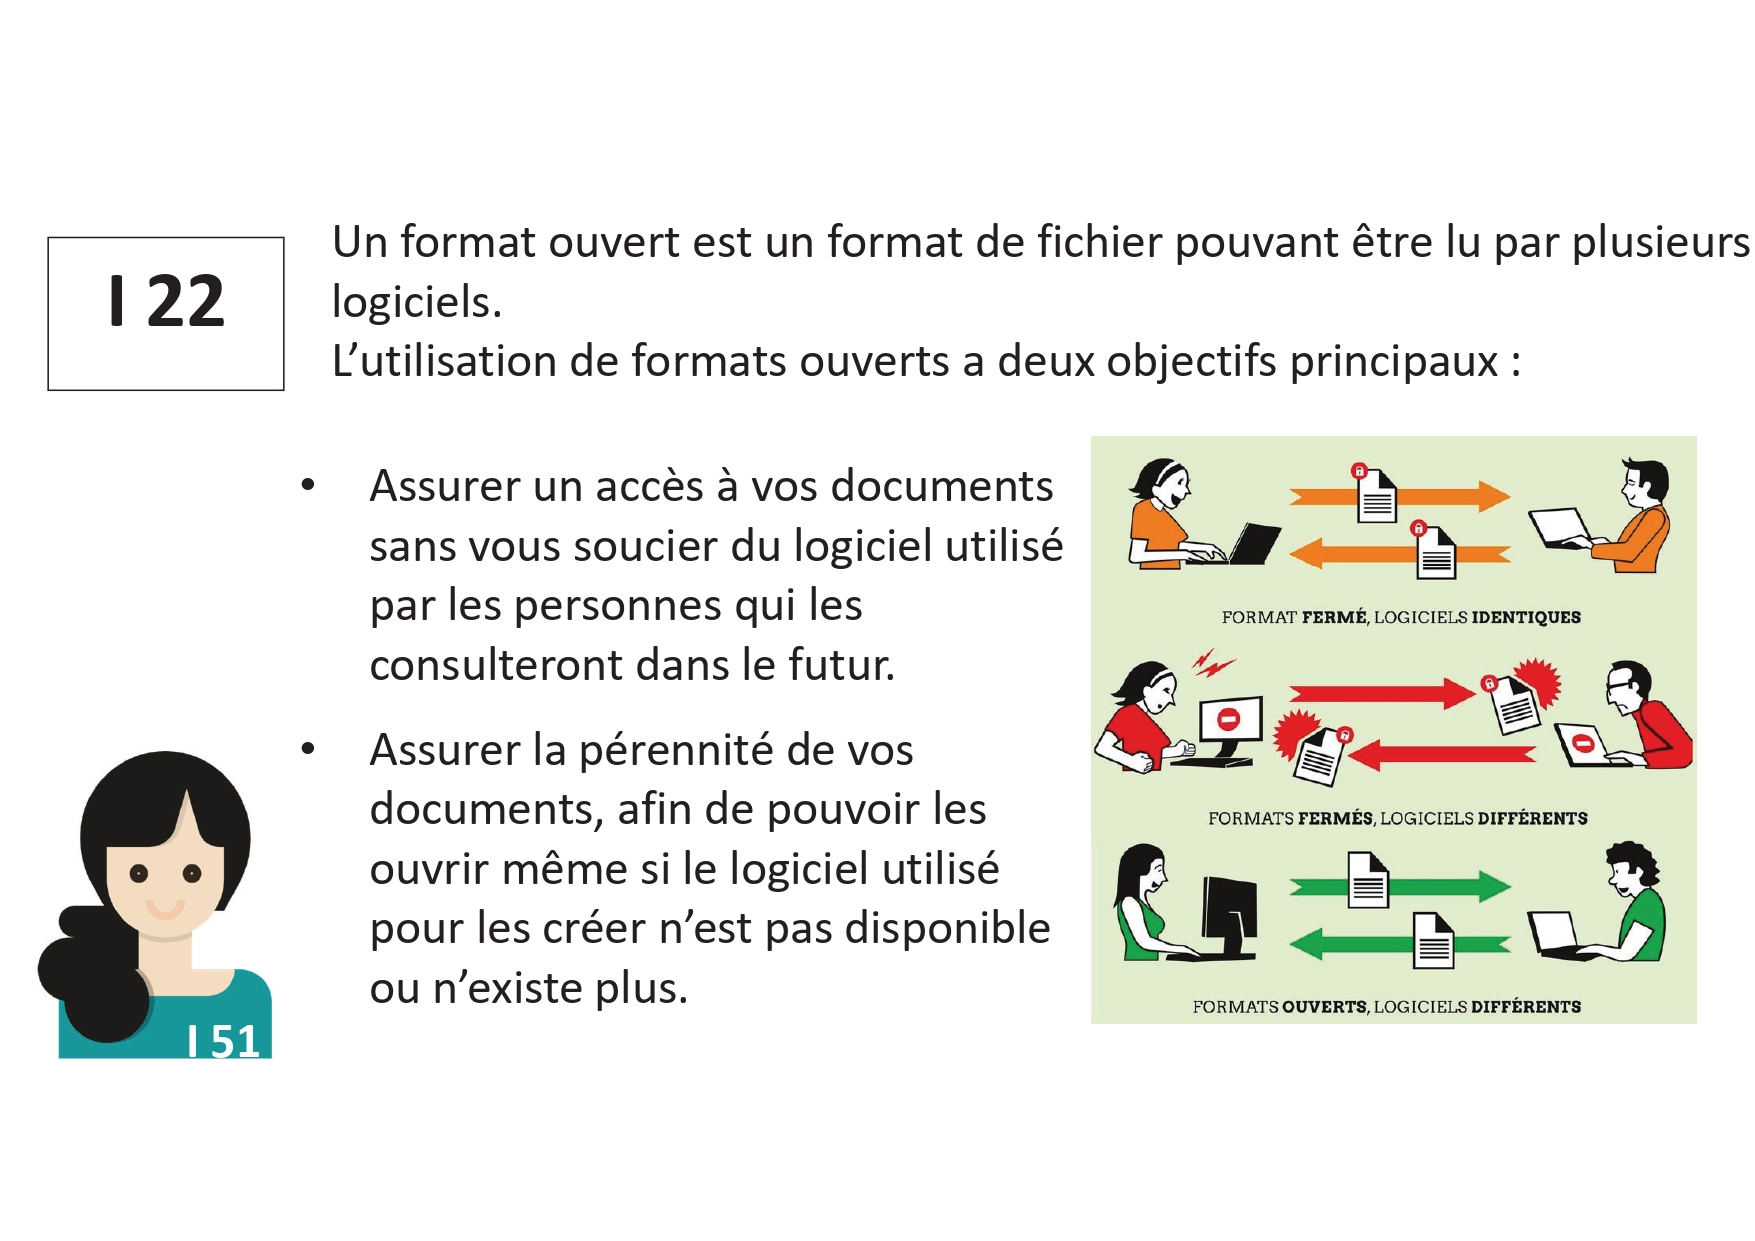 I 22
Un format ouvert est un format de fichier pouvant être lu par plusieurs
logiciels.
L’utilisation de formats ouverts a deux objectifs principaux :
• Assurer un accès à vos documents
sans vous soucier du logiciel utilisé
par les personnes qui les
consulteront dans le futur.
• Assurer la pérennité de vos
documents, afin de pouvoir les
ouvrir même si le logiciel utilisé
pour les créer n’est pas disponible
ou n’existe plus.
I 51
FORMAT FERMÉ, LOGICIELS IDENTIQUES
FORMATS FERMÉS, LOGICIELS DIFFÉRENTS
FORMATS OUVERTS, LOGICIELS DIFFÉRENTS